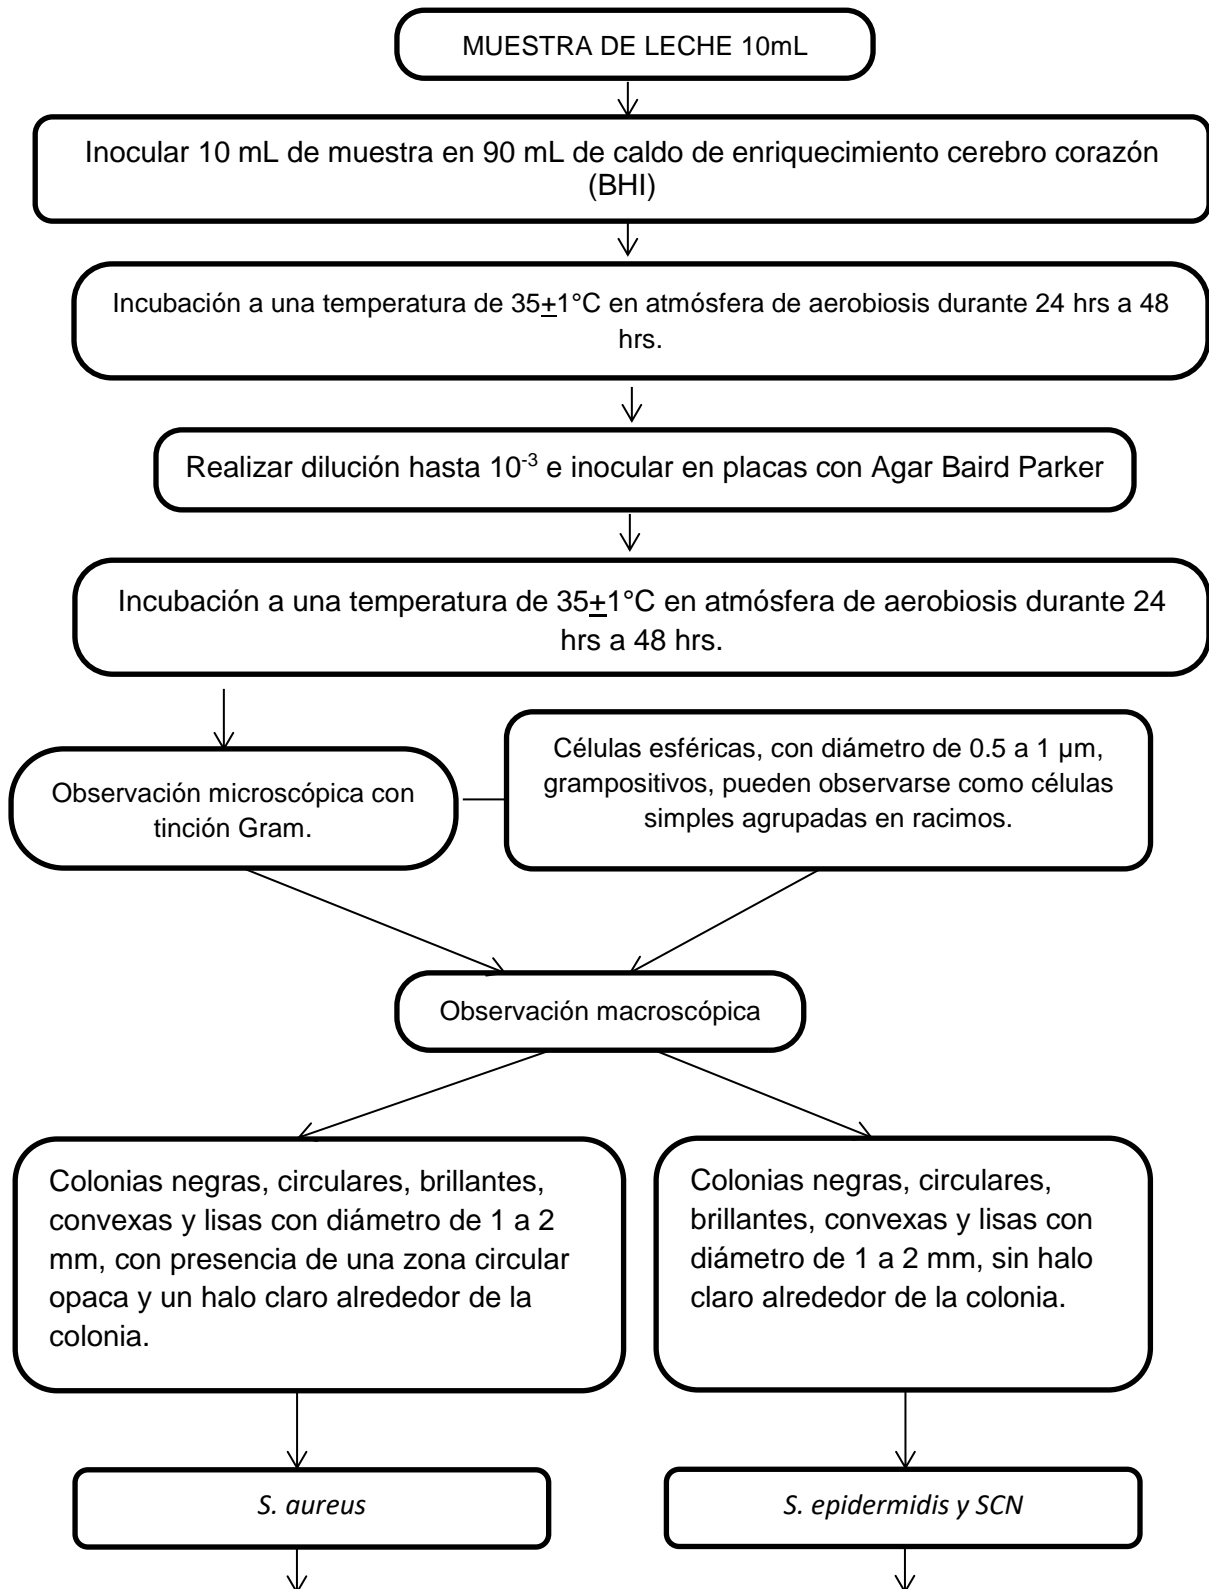 MUESTRA DE LECHE 10mL
Inocular 10 mL de muestra en 90 mL de caldo de enriquecimiento cerebro corazón
(BHI)
Incubación a una temperatura de 35±1°C en atmósfera de aerobiosis durante 24 hrs a 48
hrs.
Realizar dilución hasta 10⁻³ e inocular en placas con Agar Baird Parker
Incubación a una temperatura de 35±1°C en atmósfera de aerobiosis durante 24
hrs a 48 hrs.
Observación microscópica con
tinción Gram.
Células esféricas, con diámetro de 0.5 a 1 µm,
grampositivos, pueden observarse como células
simples agrupadas en racimos.
Observación macroscópica
Colonias negras, circulares, brillantes,
convexas y lisas con diámetro de 1 a 2
mm, con presencia de una zona circular
opaca y un halo claro alrededor de la
colonia.
Colonias negras, circulares,
brillantes, convexas y lisas con
diámetro de 1 a 2 mm, sin halo
claro alrededor de la colonia.
S. aureus
S. epidermidis y SCN